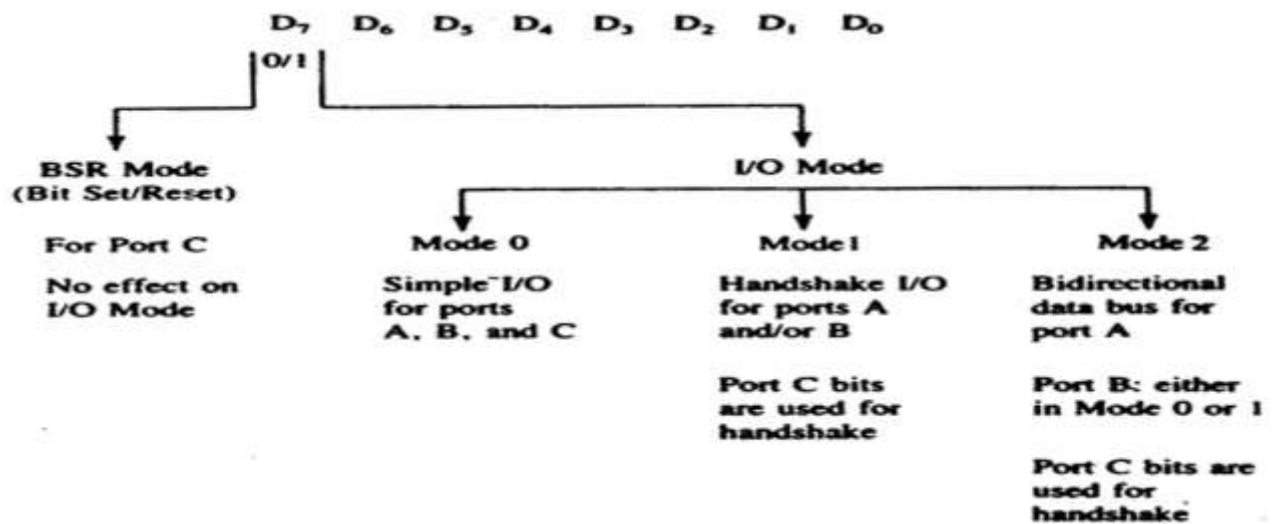 D₇ D₆ D₅ D₄ D₃ D₂ D₁ D₀
0/1
BSR Mode
(Bit Set/Reset)
For Port C
No effect on
I/O Mode
I/O Mode
Mode 0
Simple I/O
for ports
A, B, and C
Mode 1
Handshake I/O
for ports A
and/or B
Port C bits
are used for
handshake
Mode 2
Bidirectional
data bus for
port A
Port B: either
in Mode 0 or 1
Port C bits are
used for
handshake